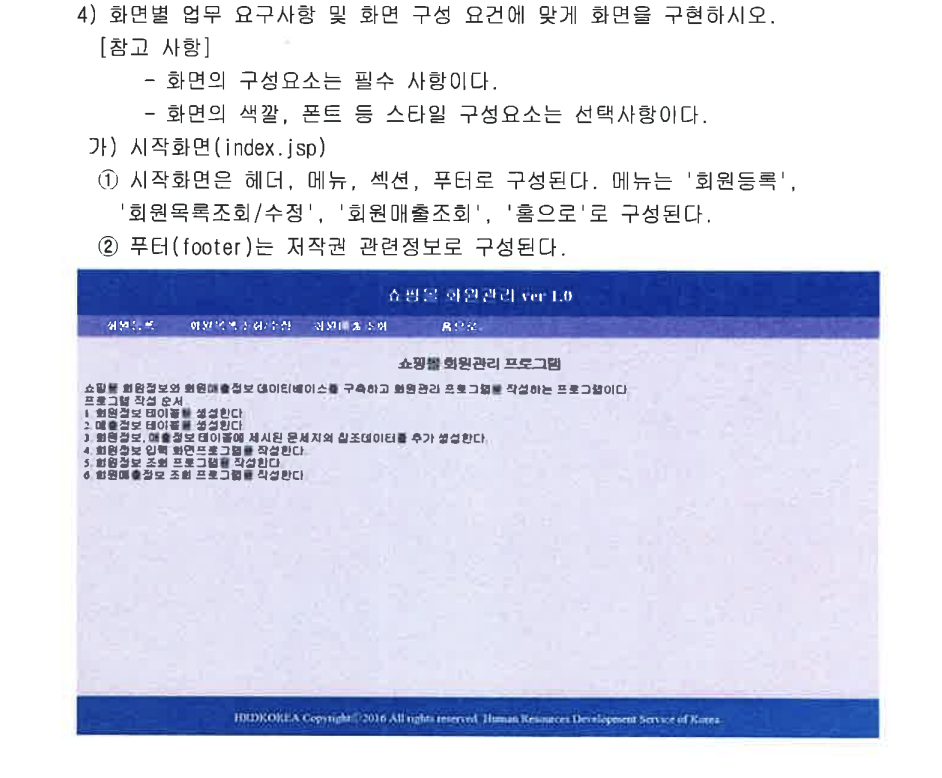 4) 화면별 업무 요구사항 및 화면 구성 요건에 맞게 화면을 구현하시오.
[참고 사항]
- 화면의 구성요소는 필수 사항이다.
- 화면의 색깔, 폰트 등 스타일 구성요소는 선택사항이다.
가) 시작화면(index.jsp)
① 시작화면은 헤더, 메뉴, 섹션, 푸터로 구성된다. 메뉴는 '회원등록',
'회원목록조회/수정', '회원매출조회', '홈으로'로 구성된다.
② 푸터(footer)는 저작권 관련정보로 구성된다.
쇼핑몰 회원관리 ver 1.0
회원등록 회원목록조회/수정 회원매출조회 홈으로.
쇼핑몰 회원관리 프로그램
쇼핑몰 회원정보와 회원매출정보 데이터베이스를 구축하고 회원관리 프로그램을 작성하는 프로그램이다.
프로그램 작성 순서
1. 회원정보 테이블을 생성한다.
2. 매출정보 테이블을 생성한다.
3. 회원정보, 매출정보 테이블에 제시된 문제지의 참조데이터를 추가 생성한다.
4. 회원정보 입력 화면프로그램을 작성한다.
5. 회원정보 조회 프로그램을 작성한다.
6. 회원매출정보 조회 프로그램을 작성한다.
HRDKOREA Copyright©2016 All rights reserved. Human Resources Development Service of Korea.